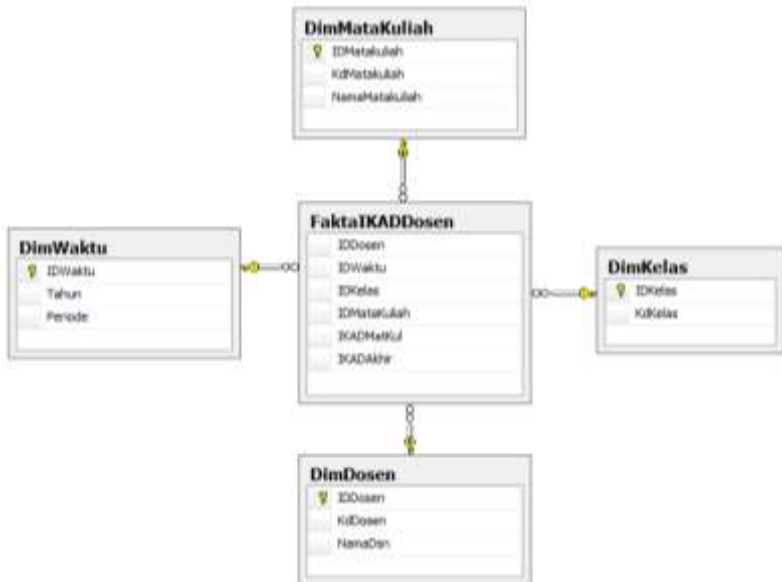 DimMataKuliah
IDMatakuliah
KdMatakuliah
NamaMatakuliah
FaktaIKADDosen
IDDosen
IDWaktu
IDKelas
IDMataKuliah
IKADMatKul
IKADAkhir
DimWaktu
IDWaktu
Tahun
Periode
DimKelas
IDKelas
KdKelas
DimDosen
IDDosen
KdDosen
NamaDsn